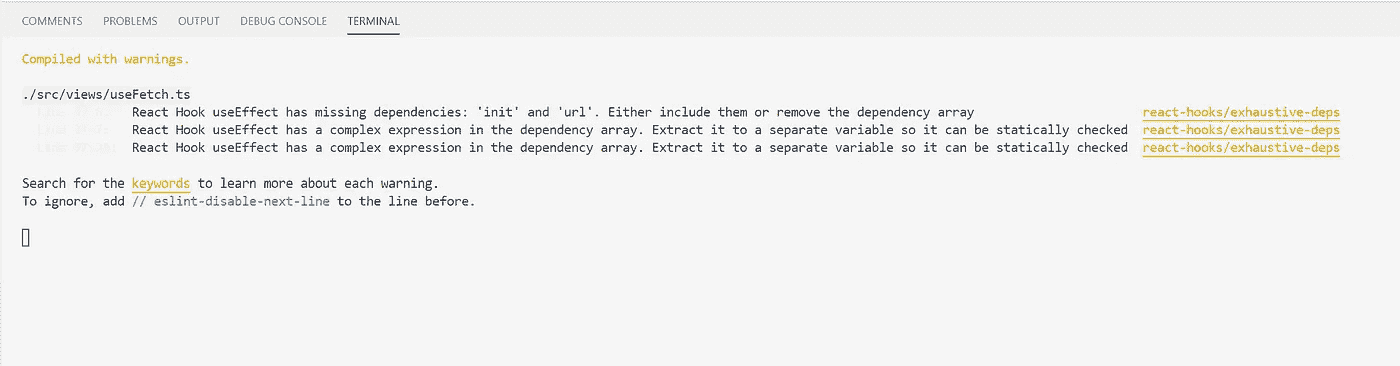 COMMENTS PROBLEMS OUTPUT DEBUG CONSOLE TERMINAL
Compiled with warnings.
./src/views/useFetch.ts
React Hook useEffect has missing dependencies: 'init' and 'url'. Either include them or remove the dependency array react-hooks/exhaustive-deps
React Hook useEffect has a complex expression in the dependency array. Extract it to a separate variable so it can be statically checked react-hooks/exhaustive-deps
React Hook useEffect has a complex expression in the dependency array. Extract it to a separate variable so it can be statically checked react-hooks/exhaustive-deps
Search for the keywords to learn more about each warning.
To ignore, add // eslint-disable-next-line to the line before.